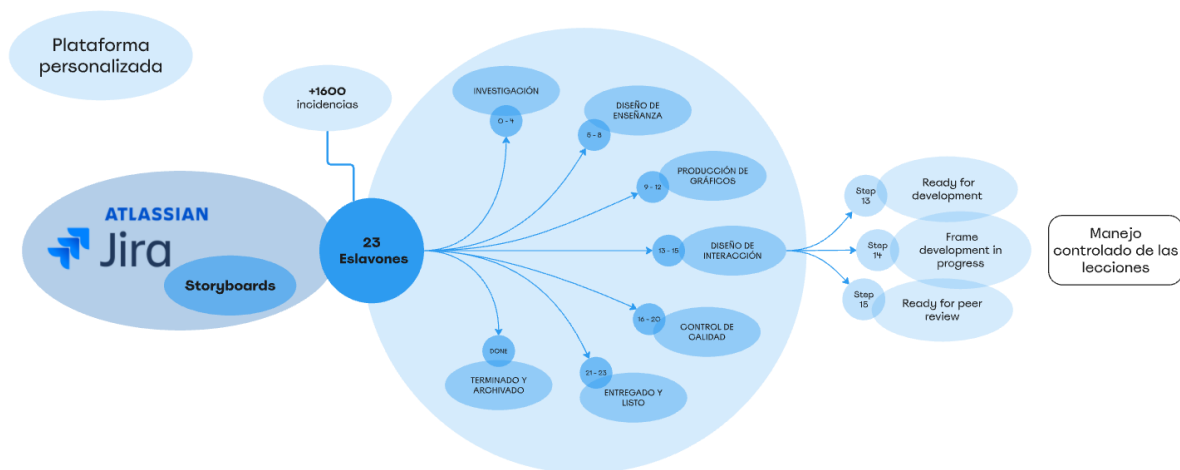 Plataforma
personalizada
+1600
incidencias
ATLASSIAN
Jira
Storyboards
23
Eslavones
INVESTIGACIÓN
0 - 4
DISEÑO DE
ENSEÑANZA
5 - 8
PRODUCCIÓN DE
GRÁFICOS
9 - 12
DISEÑO DE
INTERACCIÓN
13 - 15
CONTROL DE
CALIDAD
16 - 20
ENTREGADO Y
LISTO
21 - 23
DONE
TERMINADO Y
ARCHIVADO
Step
13
Ready for
development
Step
14
Frame
development in
progress
Step
15
Ready for peer
review
Manejo
controlado de las
lecciones